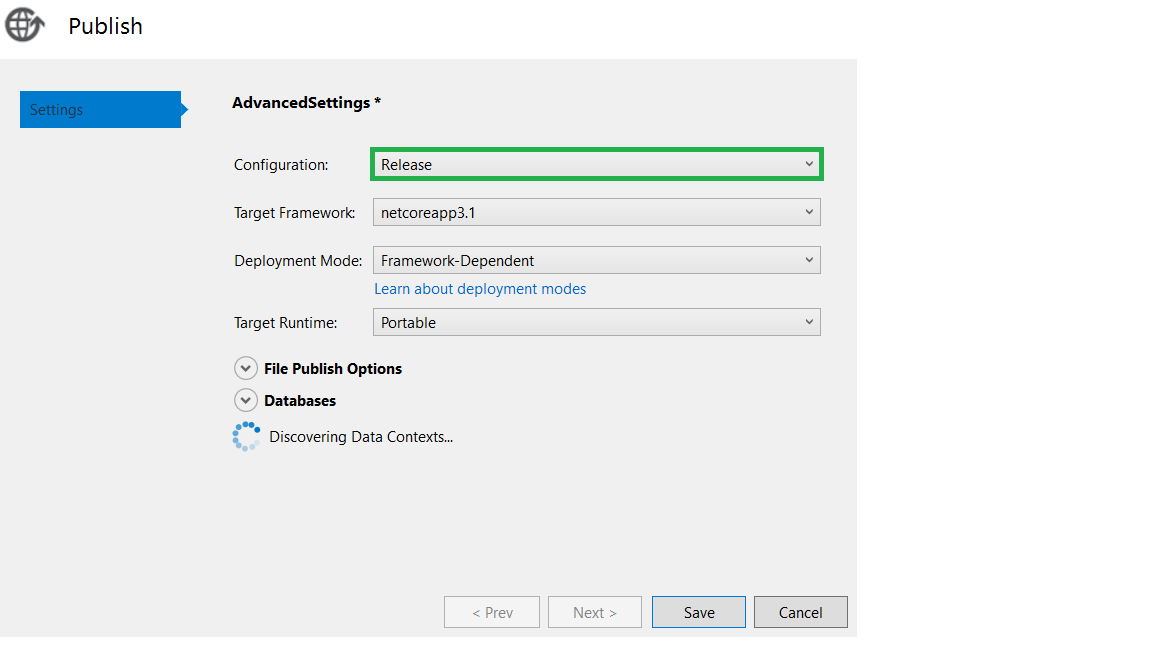 Publish
Settings
AdvancedSettings *
Configuration: Release
Target Framework: netcoreapp3.1
Deployment Mode: Framework-Dependent
Learn about deployment modes
Target Runtime: Portable
File Publish Options
Databases
Discovering Data Contexts...
< Prev Next > Save Cancel